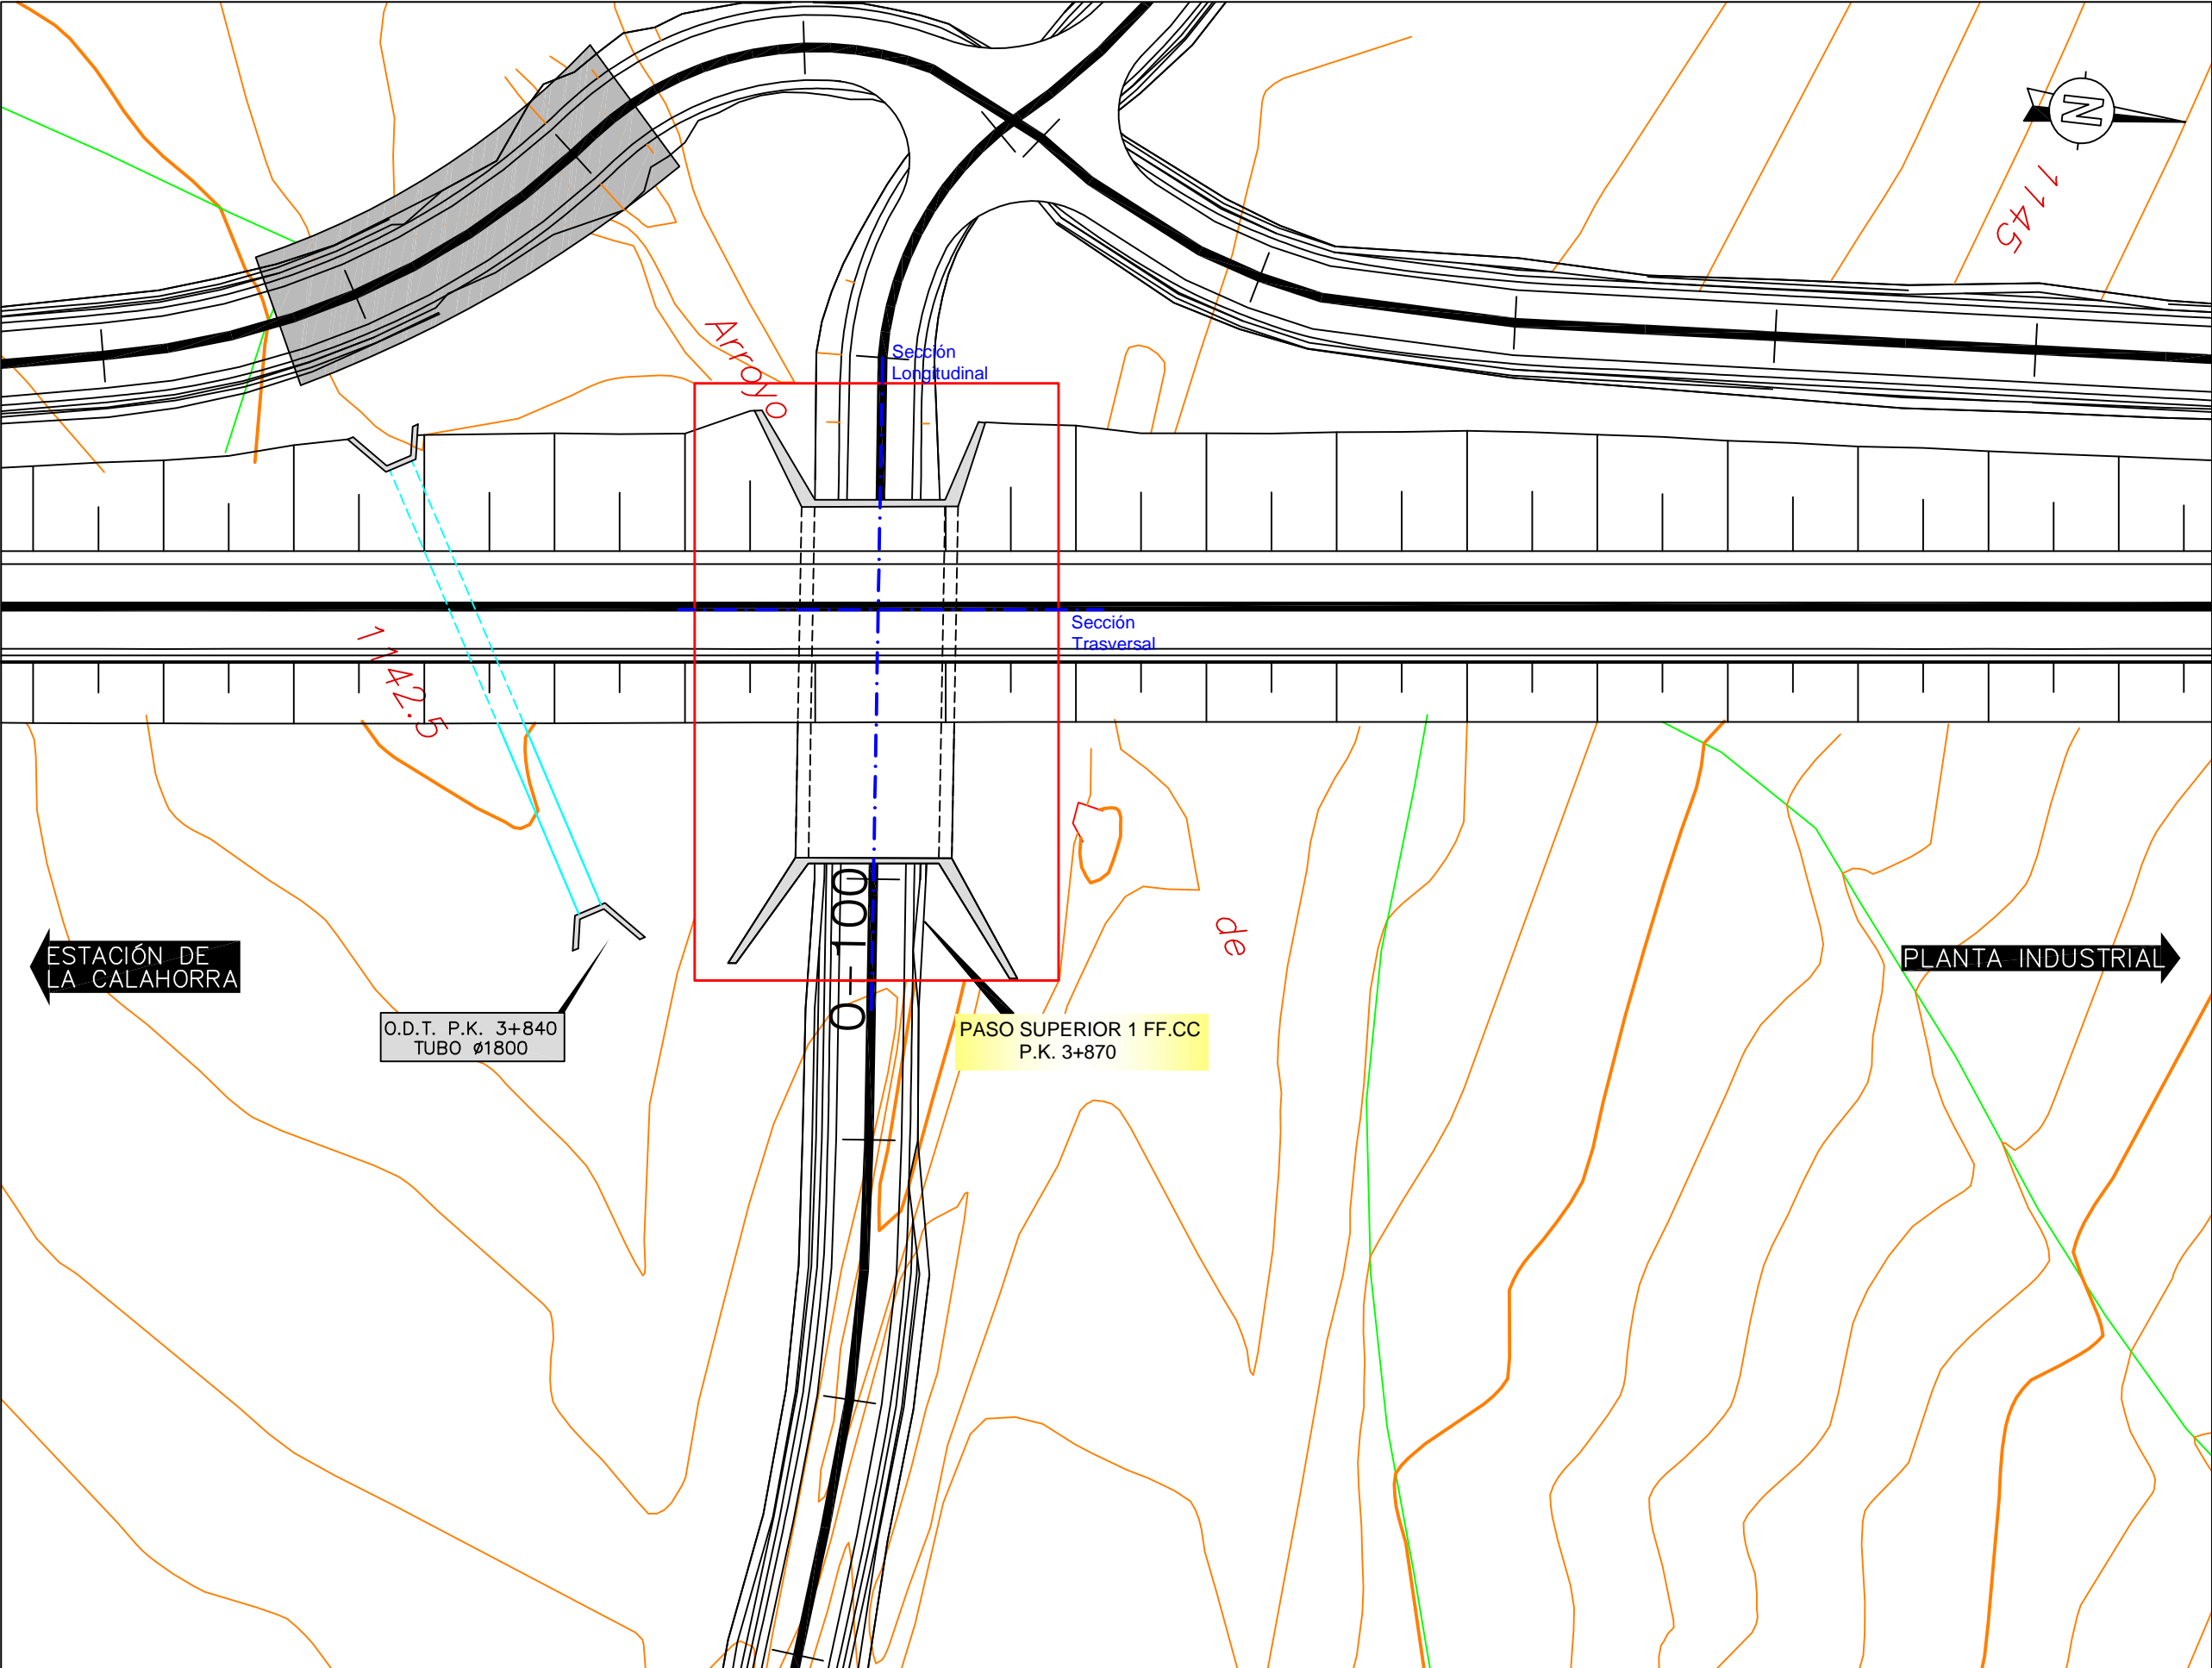 N
1145
Arroyo
Sección
Longitudinal
Sección
Trasversal
1142.5
0-100
de
ESTACIÓN DE
LA CALAHORRA
PLANTA INDUSTRIAL
O.D.T. P.K. 3+840
TUBO ø1800
PASO SUPERIOR 1 FF.CC
P.K. 3+870